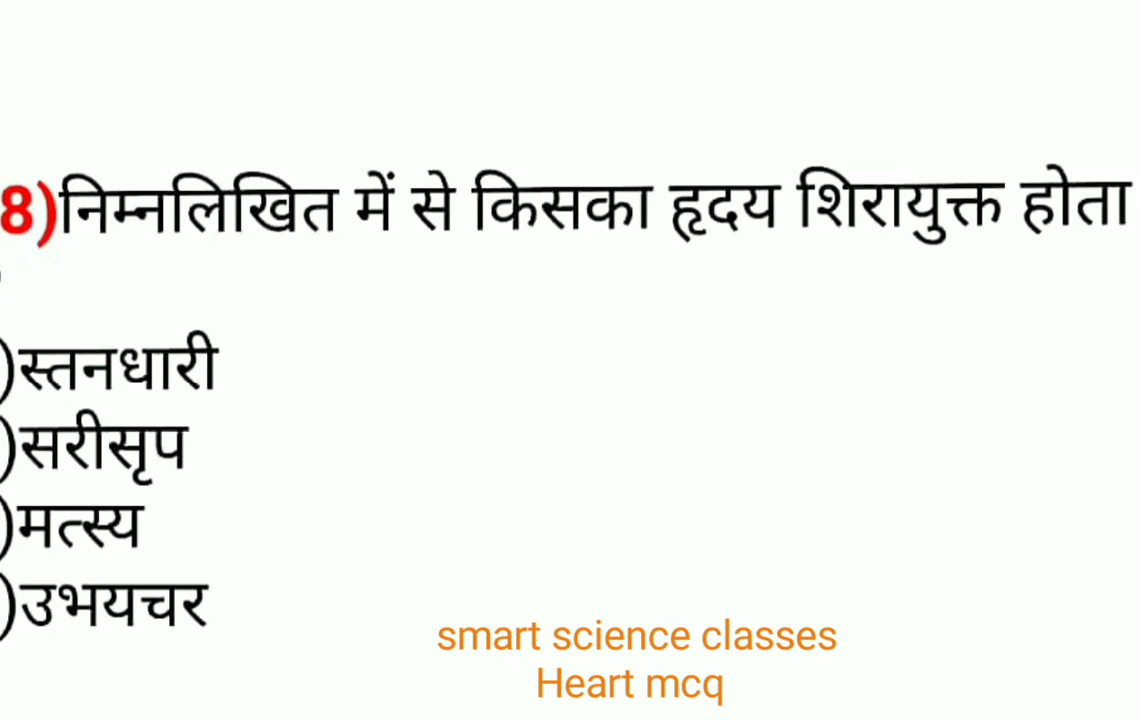 8)निम्नलिखित में से किसका हृदय शिरायुक्त होता
)स्तनधारी
)सरीसृप
)मत्स्य
)उभयचर
smart science classes
Heart mcq